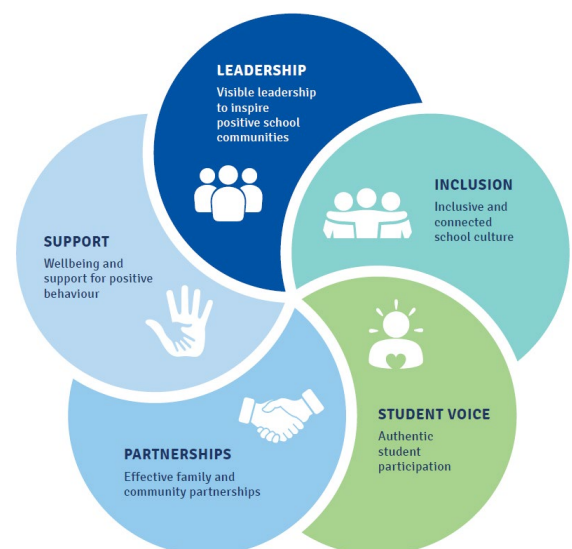 LEADERSHIP
Visible leadership
to inspire
positive school
communities
INCLUSION
Inclusive and
connected
school culture
STUDENT VOICE
Authentic
student
participation
PARTNERSHIPS
Effective family and
community partnerships
SUPPORT
Wellbeing and
support for positive
behaviour